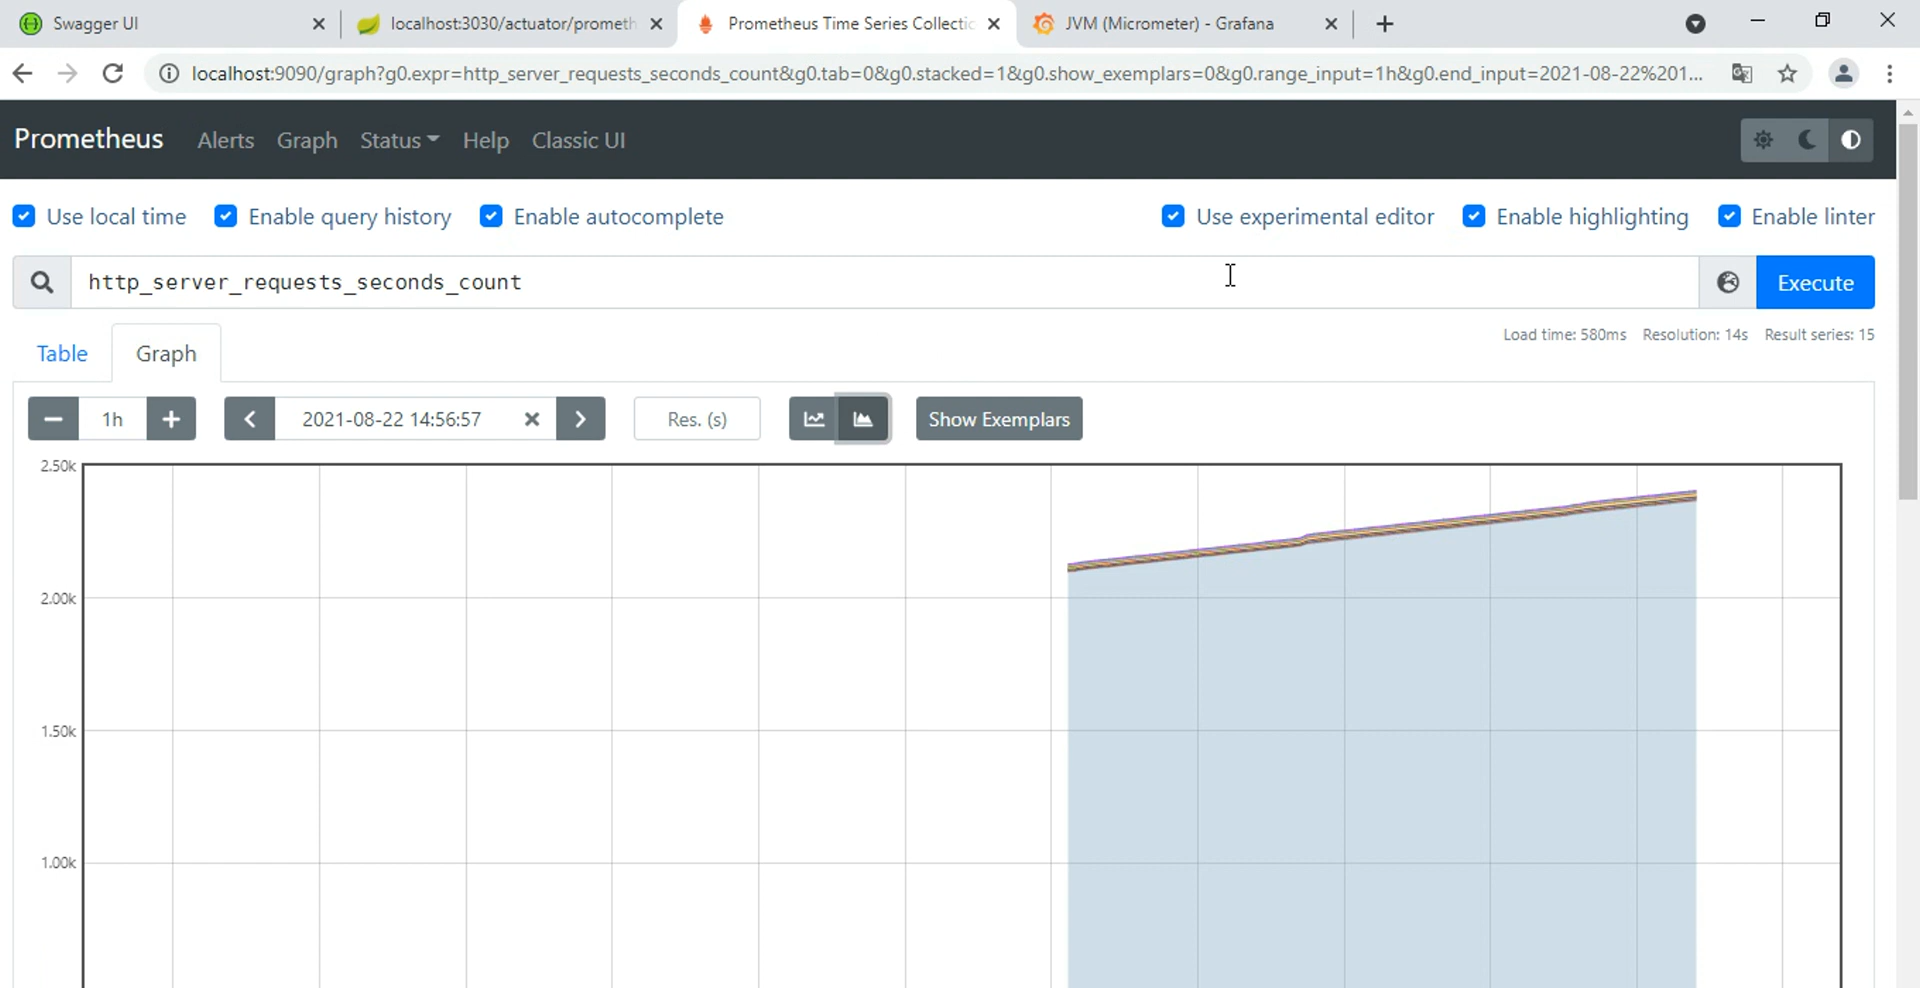 Swagger UI
localhost:3030/actuator/prometh
Prometheus Time Series Collectic
JVM (Micrometer) - Grafana
localhost:9090/graph?g0.expr=http_server_requests_seconds_count&g0.tab=0&g0.stacked=1&g0.show_exemplars=0&g0.range_input=1h&g0.end_input=2021-08-22%201...
Prometheus Alerts Graph Status Help Classic UI
Use local time Enable query history Enable autocomplete Use experimental editor Enable highlighting Enable linter
http_server_requests_seconds_count Execute
Load time: 580ms Resolution: 14s Result series: 15
Table Graph
1h 2021-08-22 14:56:57 Res. (s) Show Exemplars
2.50k
2.00k
1.50k
1.00k